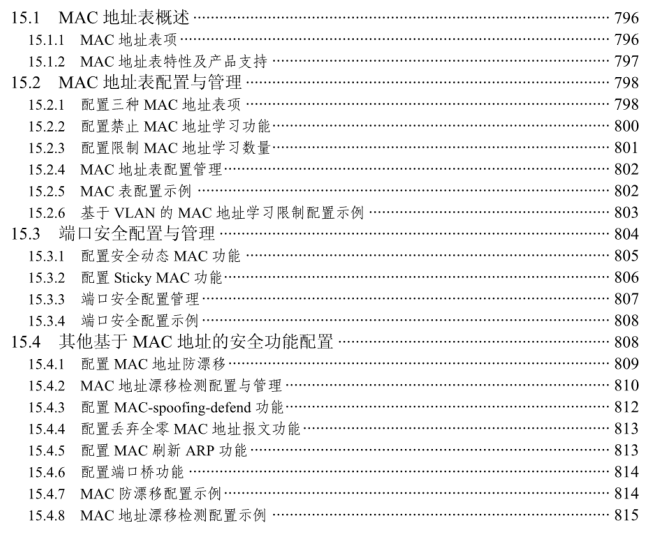 15.1 MAC 地址表概述 ······ 796
15.1.1 MAC 地址表项 ······ 796
15.1.2 MAC 地址表特性及产品支持 ······ 797
15.2 MAC 地址表配置与管理 ······ 798
15.2.1 配置三种 MAC 地址表项 ······ 798
15.2.2 配置禁止 MAC 地址学习功能 ······ 800
15.2.3 配置限制 MAC 地址学习数量 ······ 801
15.2.4 MAC 地址表配置管理 ······ 802
15.2.5 MAC 表配置示例 ······ 802
15.2.6 基于 VLAN 的 MAC 地址学习限制配置示例 ······ 803
15.3 端口安全配置与管理 ······ 804
15.3.1 配置安全动态 MAC 功能 ······ 805
15.3.2 配置 Sticky MAC 功能 ······ 806
15.3.3 端口安全配置管理 ······ 807
15.3.4 端口安全配置示例 ······ 808
15.4 其他基于 MAC 地址的安全功能配置 ······ 808
15.4.1 配置 MAC 地址防漂移 ······ 809
15.4.2 MAC 地址漂移检测配置与管理 ······ 810
15.4.3 配置 MAC-spoofing-defend 功能 ······ 812
15.4.4 配置丢弃全零 MAC 地址报文功能 ······ 813
15.4.5 配置 MAC 刷新 ARP 功能 ······ 813
15.4.6 配置端口桥功能 ······ 814
15.4.7 MAC 防漂移配置示例 ······ 814
15.4.8 MAC 地址漂移检测配置示例 ······ 815